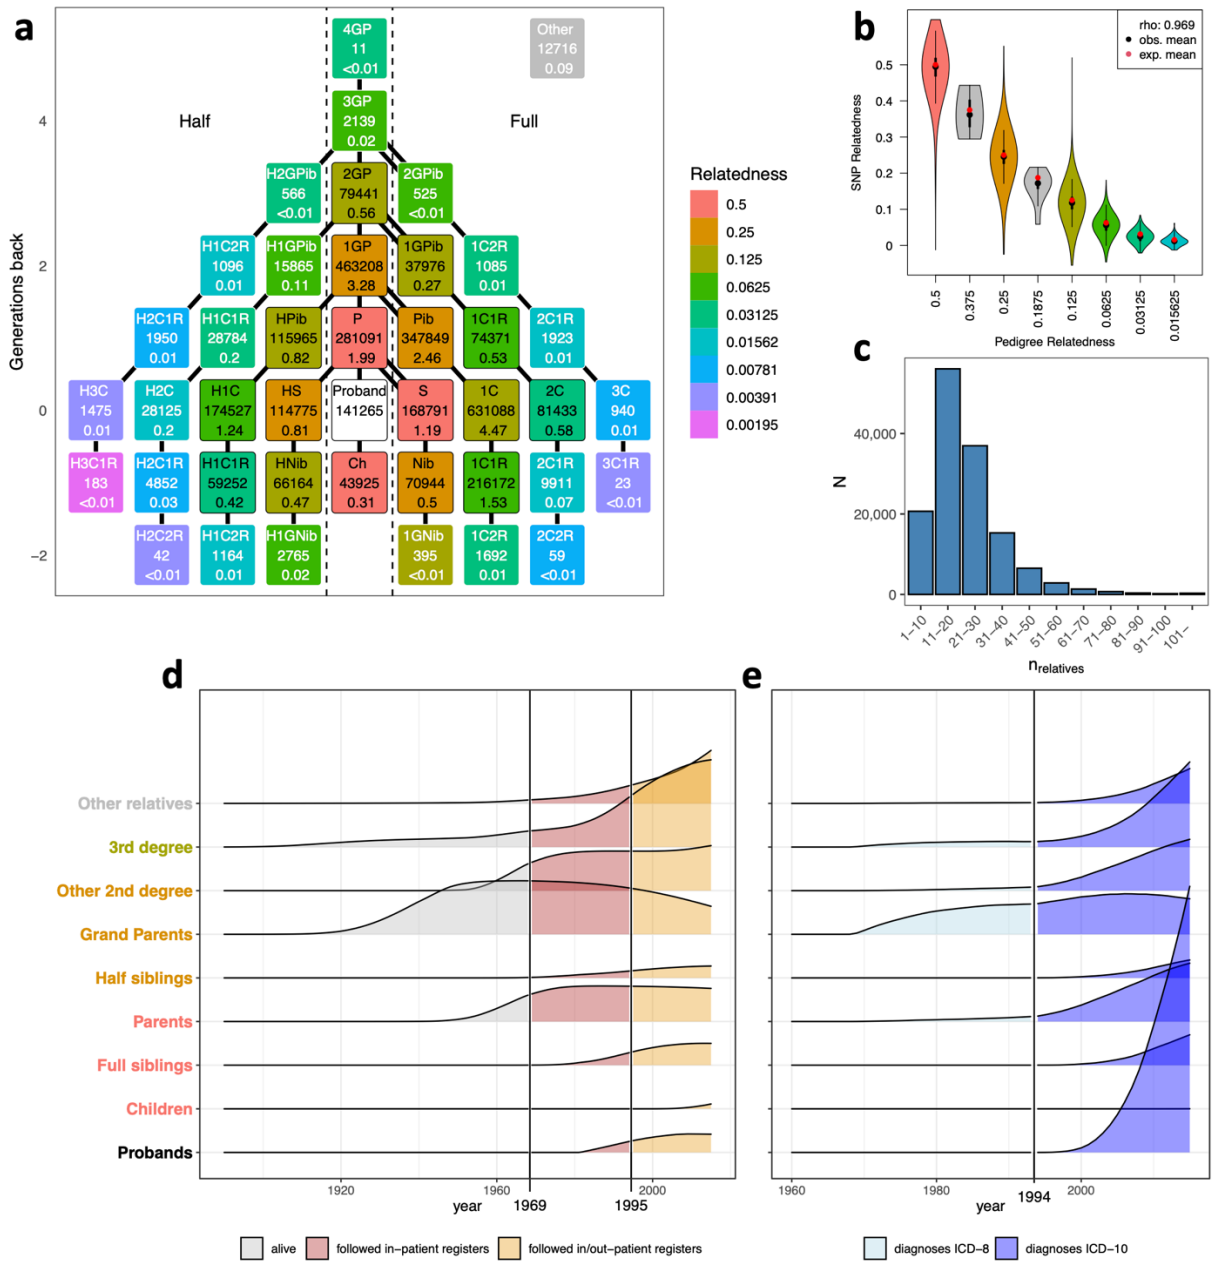 a
Generations back
4
2
0
−2
Half
Full
4GP
11
<0.01
Other
12716
0.09
3GP
2139
0.02
H2GPib
566
<0.01
2GP
79441
0.56
2GPib
525
<0.01
H1C2R
1096
0.01
H1GPib
15865
0.11
1GP
463208
3.28
1GPib
37976
0.27
1C2R
1085
0.01
H2C1R
1950
0.01
H1C1R
28784
0.2
HPib
115965
0.82
P
281091
1.99
Pib
347849
2.46
1C1R
74371
0.53
2C1R
1923
0.01
H3C
1475
0.01
H2C
28125
0.2
H1C
174527
1.24
HS
114775
0.81
Proband
141265
S
168791
1.19
1C
631088
4.47
2C
81433
0.58
3C
940
0.01
H3C1R
183
<0.01
H2C1R
4852
0.03
H1C1R
59252
0.42
HNib
66164
0.47
Ch
43925
0.31
Nib
70944
0.5
1C1R
216172
1.53
2C1R
9911
0.07
3C1R
23
<0.01
H2C2R
42
<0.01
H1C2R
1164
0.01
H1GNib
2765
0.02
1GNib
395
<0.01
1C2R
1692
0.01
2C2R
59
<0.01
Relatedness
0.5
0.25
0.125
0.0625
0.03125
0.01562
0.00781
0.00391
0.00195
b
rho: 0.969
obs. mean
exp. mean
SNP Relatedness
0.5
0.4
0.3
0.2
0.1
0
0.5
0.375
0.25
0.1875
0.125
0.0625
0.03125
0.015625
Pedigree Relatedness
c
N
40,000
20,000
0
1−10
11−20
21−30
31−40
41−50
51−60
61−70
71−80
81−90
91−100
101−
nrelatives
d
Other relatives
3rd degree
Other 2nd degree
Grand Parents
Half siblings
Parents
Full siblings
Children
Probands
1920
1960
2000
year
1969
1995
alive
followed in−patient registers
followed in/out−patient registers
e
1960
1980
2000
year
1994
diagnoses ICD−8
diagnoses ICD−10